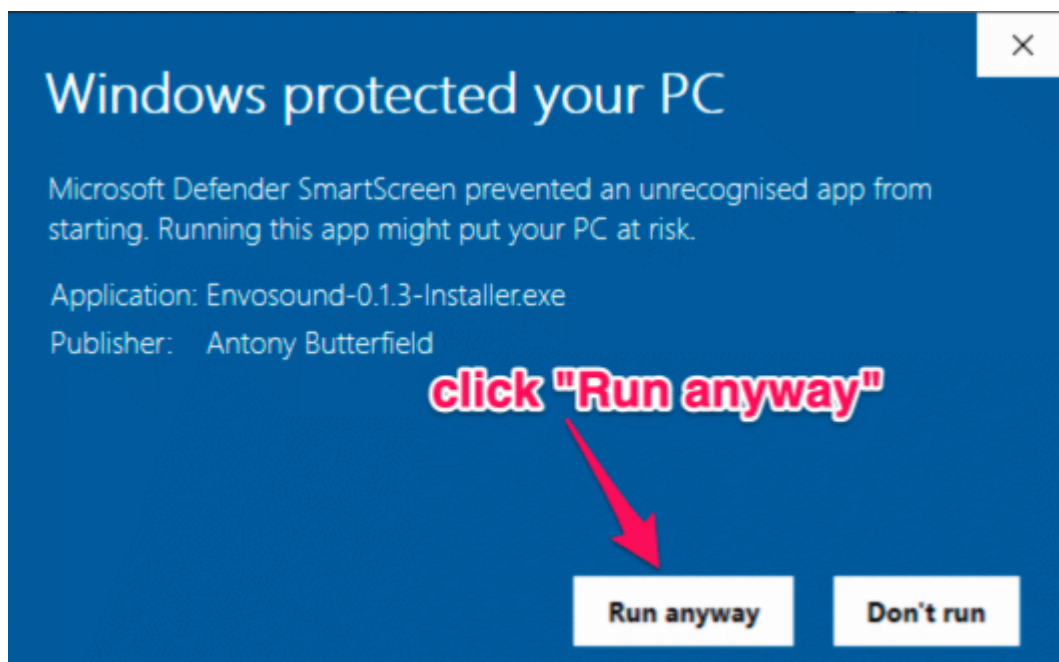 Windows protected your PC
Microsoft Defender SmartScreen prevented an unrecognised app from
starting. Running this app might put your PC at risk.
Application: Envosound-0.1.3-Installer.exe
Publisher: Antony Butterfield
click "Run anyway"
Run anyway Don't run